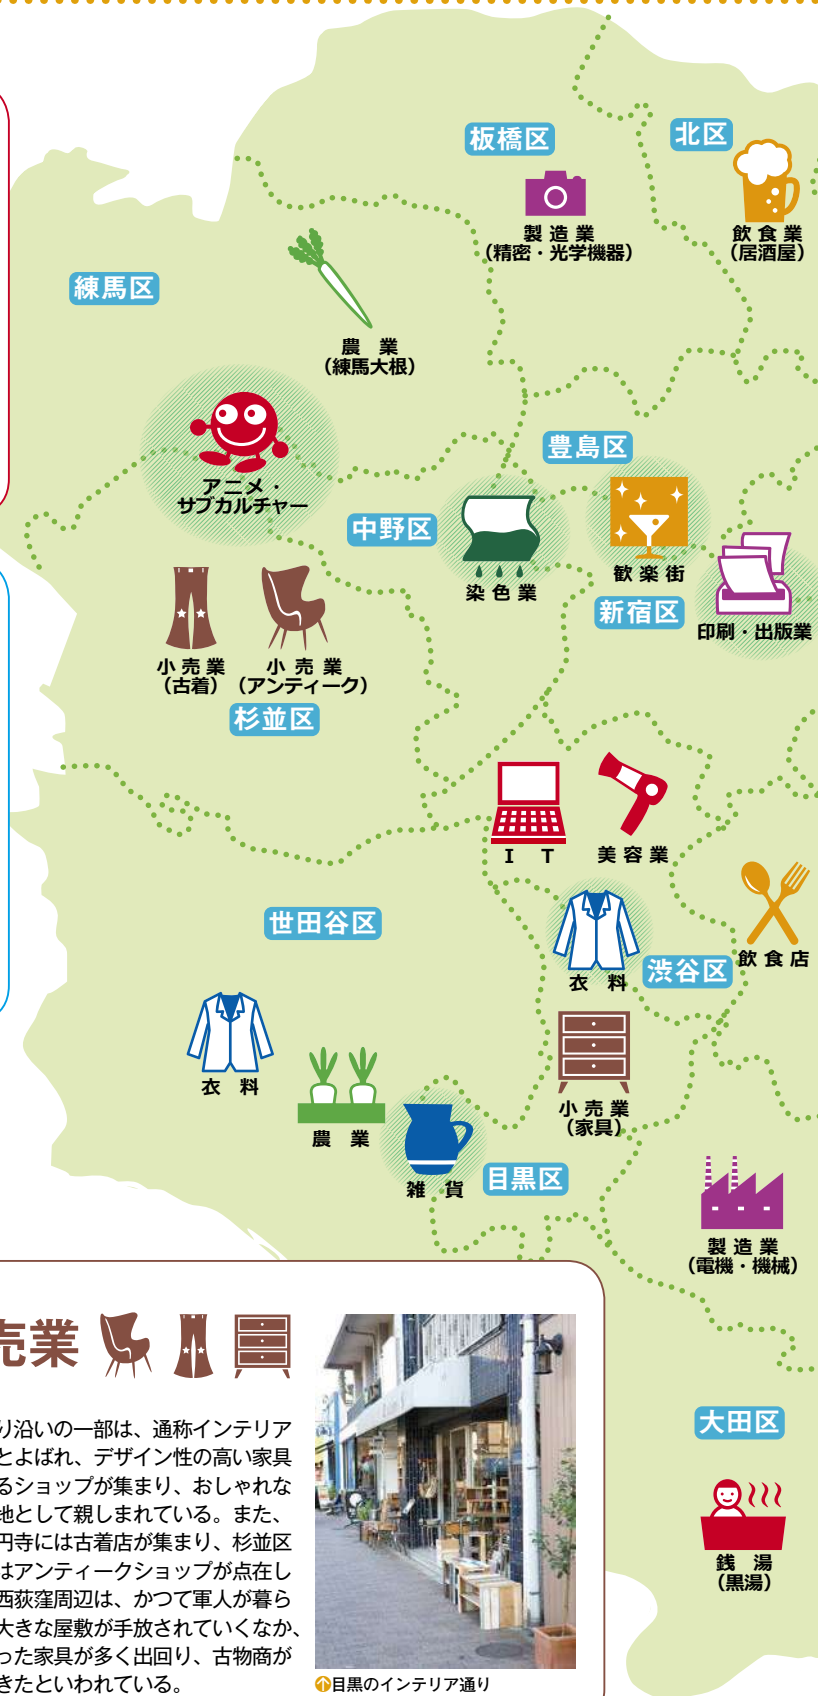 板橋区
北区
製造業
（精密・光学機器）
飲食業
（居酒屋）
練馬区
農業
（練馬大根）
アニメ・
サブカルチャー
豊島区
中野区
染色業
歓楽街
新宿区
印刷・出版業
小売業
（古着）
小売業
（アンティーク）
杉並区
IT
美容業
世田谷区
衣料
渋谷区
飲食店
衣料
農業
小売業
（家具）
雑貨
目黒区
製造業
（電機・機械）
大田区
銭湯
（黒湯）
売業
り沿いの一部は、通称インテリア
とよばれ、デザイン性の高い家具
るショップが集まり、おしゃれな
地として親しまれている。また、
円寺には古着店が集まり、杉並区
はアンティークショップが点在し
西荻窪周辺は、かつて軍人が暮ら
大きな屋敷が手放されていくなか、
った家具が多く出回り、古物商が
きたといわれている。
目黒のインテリア通り